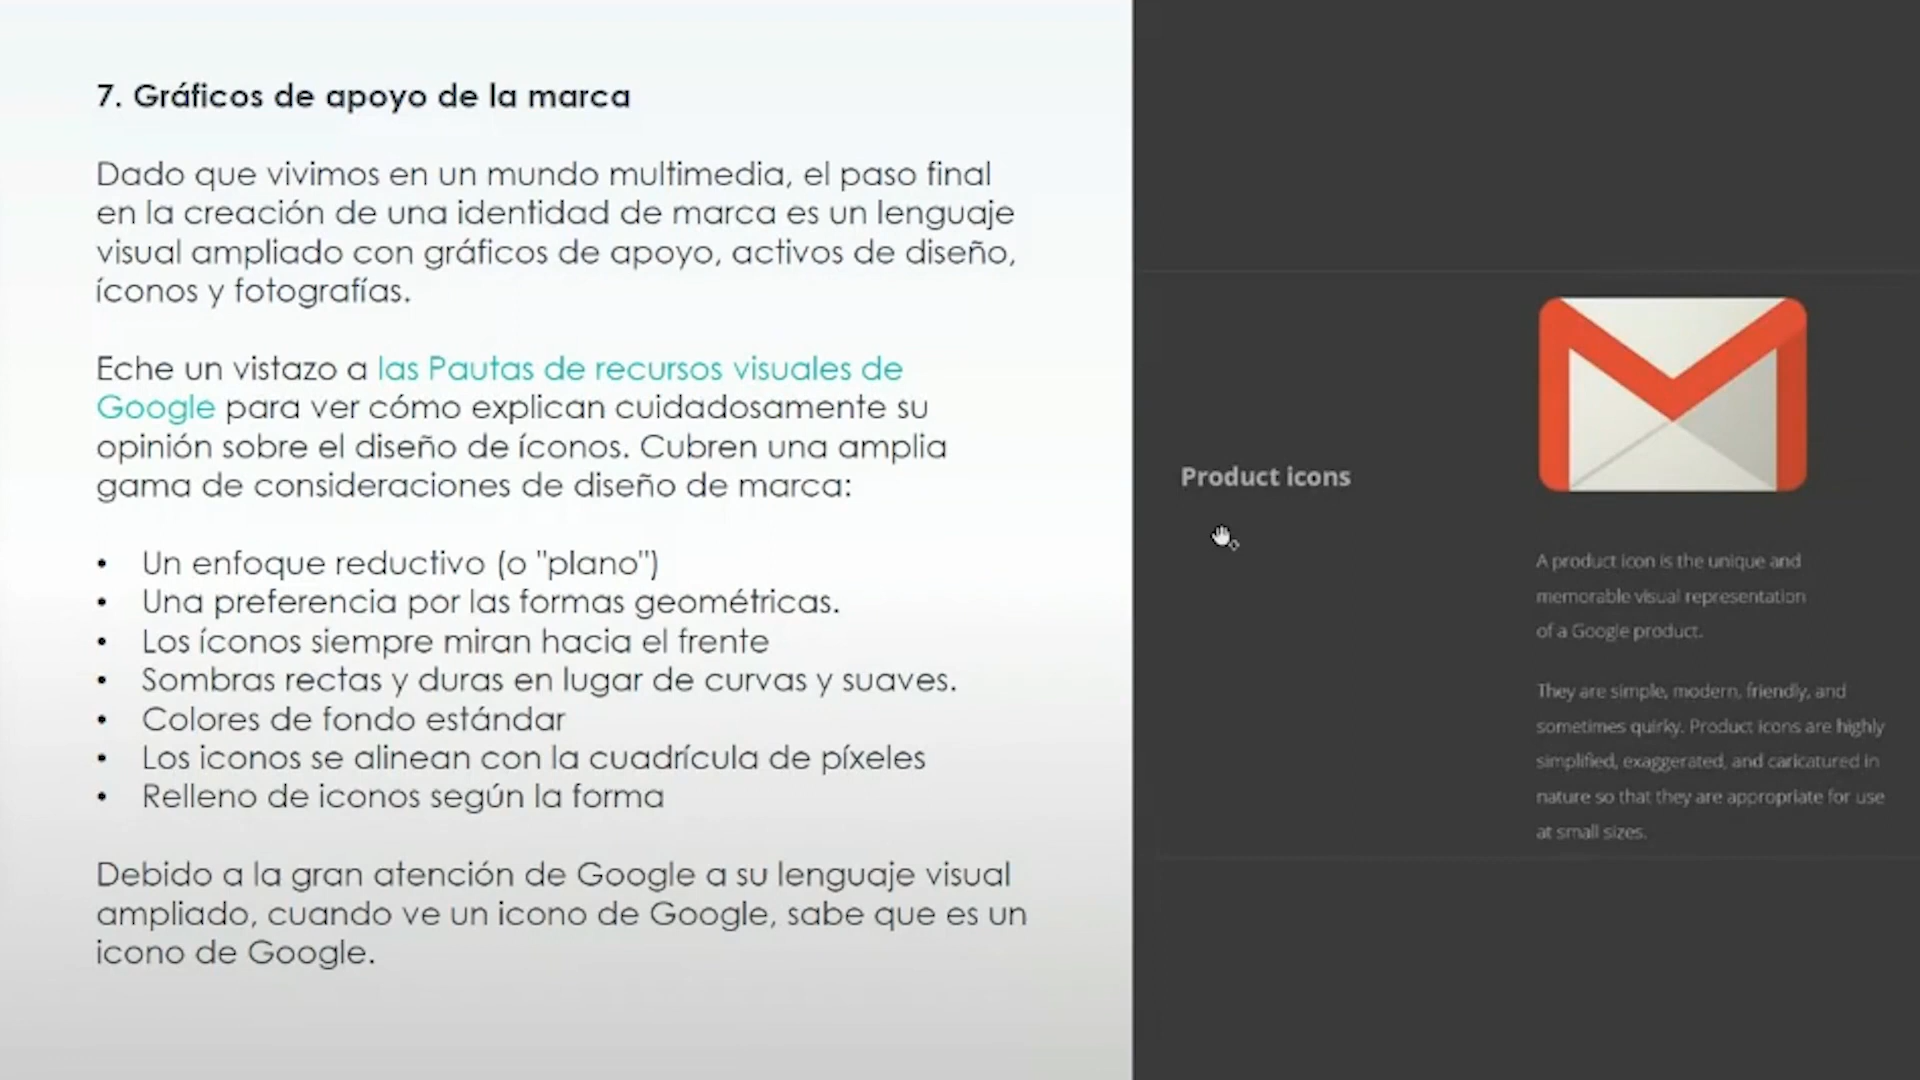 7. Gráficos de apoyo de la marca
Dado que vivimos en un mundo multimedia, el paso final
en la creación de una identidad de marca es un lenguaje
visual ampliado con gráficos de apoyo, activos de diseño,
íconos y fotografías.
Eche un vistazo a las Pautas de recursos visuales de
Google para ver cómo explican cuidadosamente su
opinión sobre el diseño de íconos. Cubren una amplia
gama de consideraciones de diseño de marca:
• Un enfoque reductivo (o "plano")
• Una preferencia por las formas geométricas.
• Los íconos siempre miran hacia el frente
• Sombras rectas y duras en lugar de curvas y suaves.
• Colores de fondo estándar
• Los iconos se alinean con la cuadrícula de píxeles
• Relleno de iconos según la forma
Debido a la gran atención de Google a su lenguaje visual
ampliado, cuando ve un icono de Google, sabe que es un
icono de Google.
Product icons
A product icon is the unique and
memorable visual representation
of a Google product.
They are simple, modern, friendly, and
sometimes quirky. Product icons are highly
simplified, exaggerated, and caricatured in
nature so that they are appropriate for use
at small sizes.